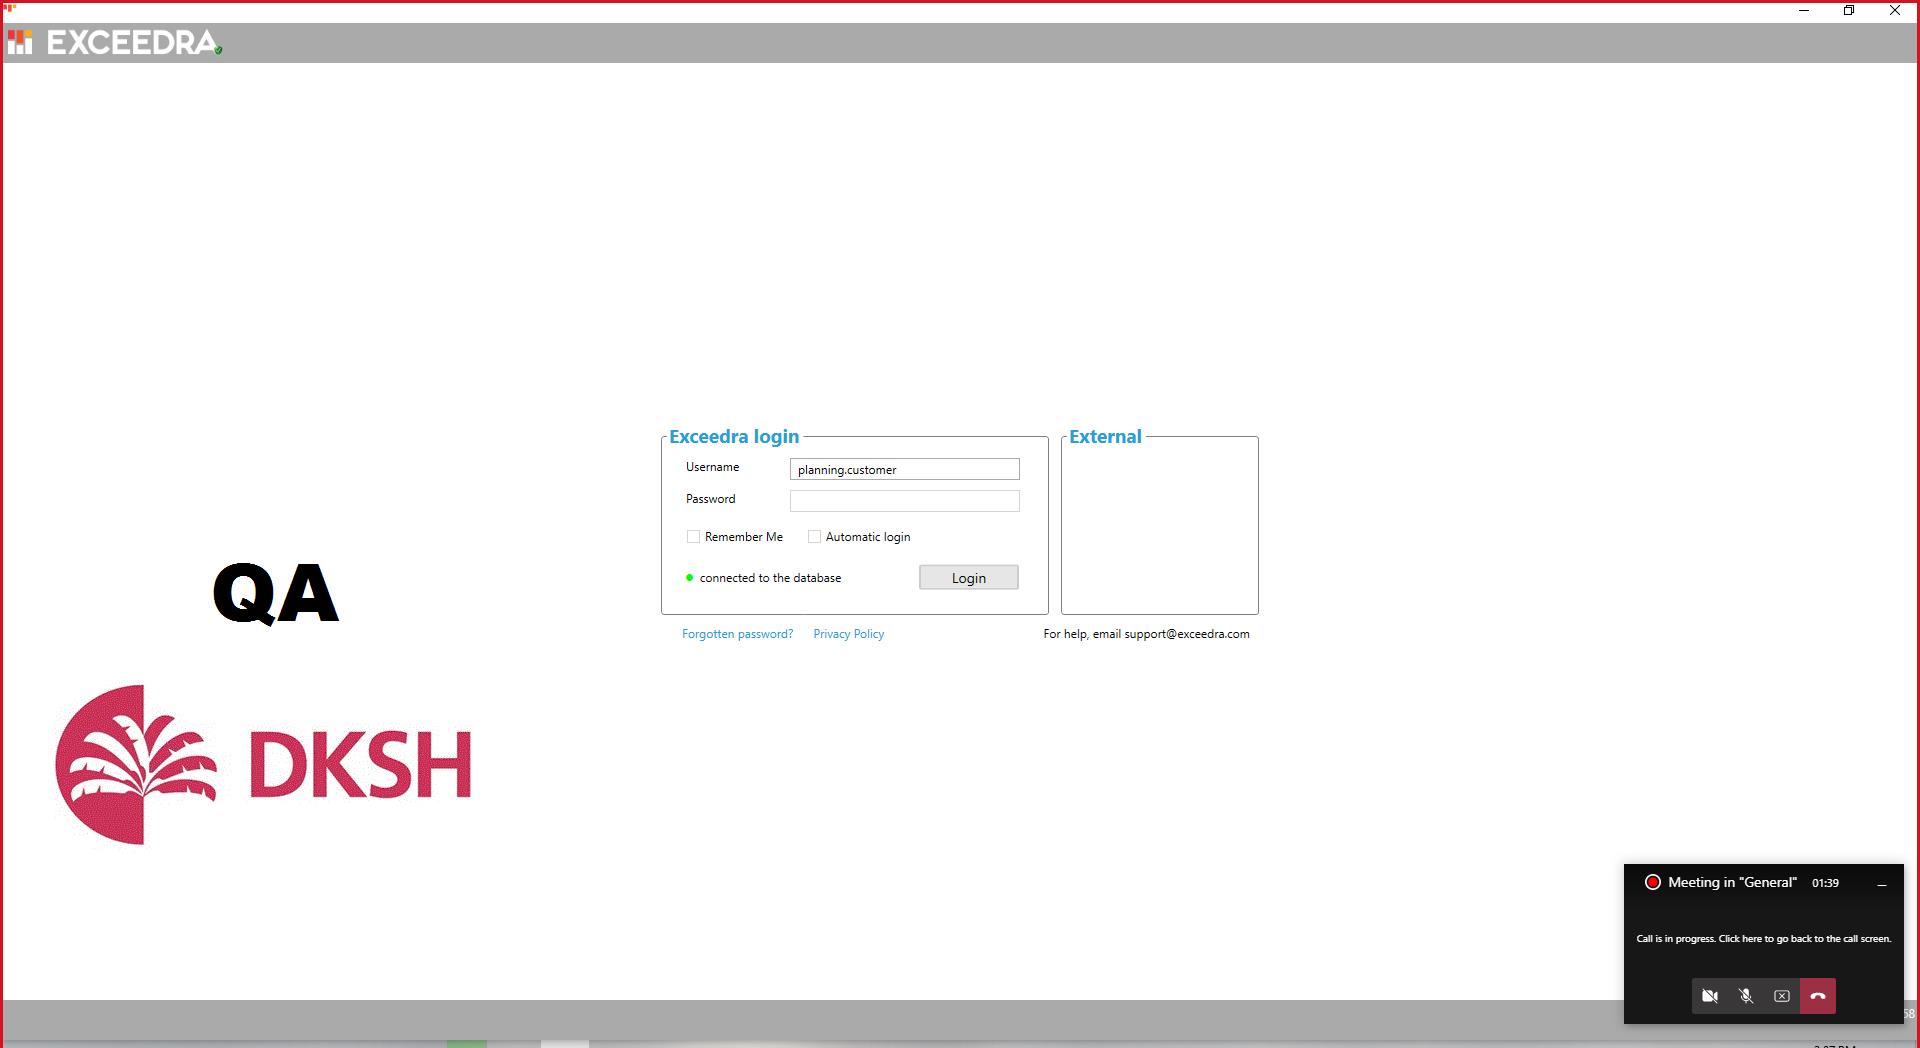 EXCEEDRA
Exceedra login
Username
planning.customer
Password
Remember Me
Automatic login
connected to the database
Login
Forgotten password?
Privacy Policy
External
For help, email support@exceedra.com
QA
DKSH
Meeting in "General"
01:39
Call is in progress. Click here to go back to the call screen.
58